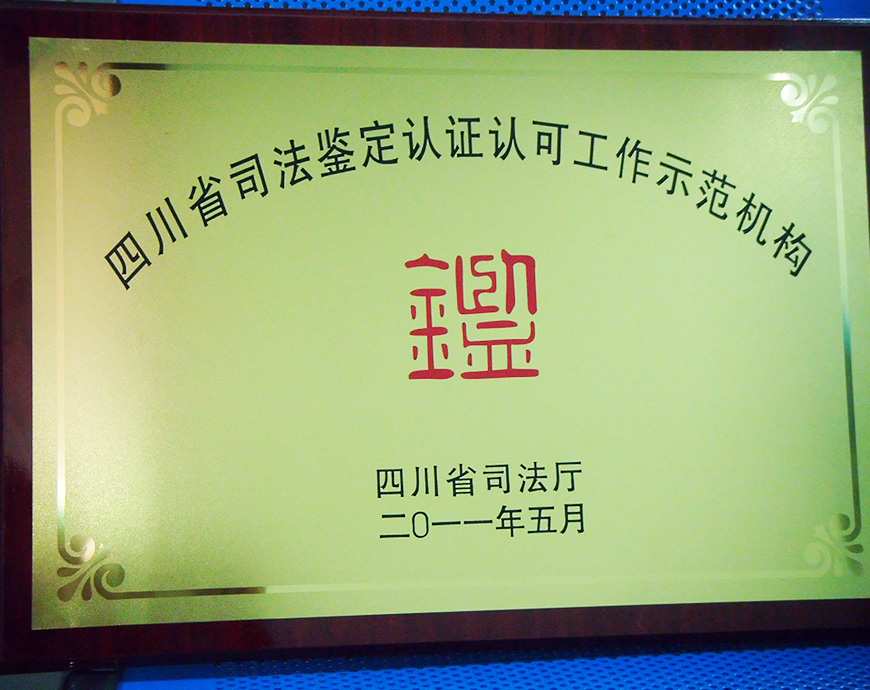 四川省司法鉴定认证认可工作示范机构
鑑
四川省司法厅
二〇一一年五月